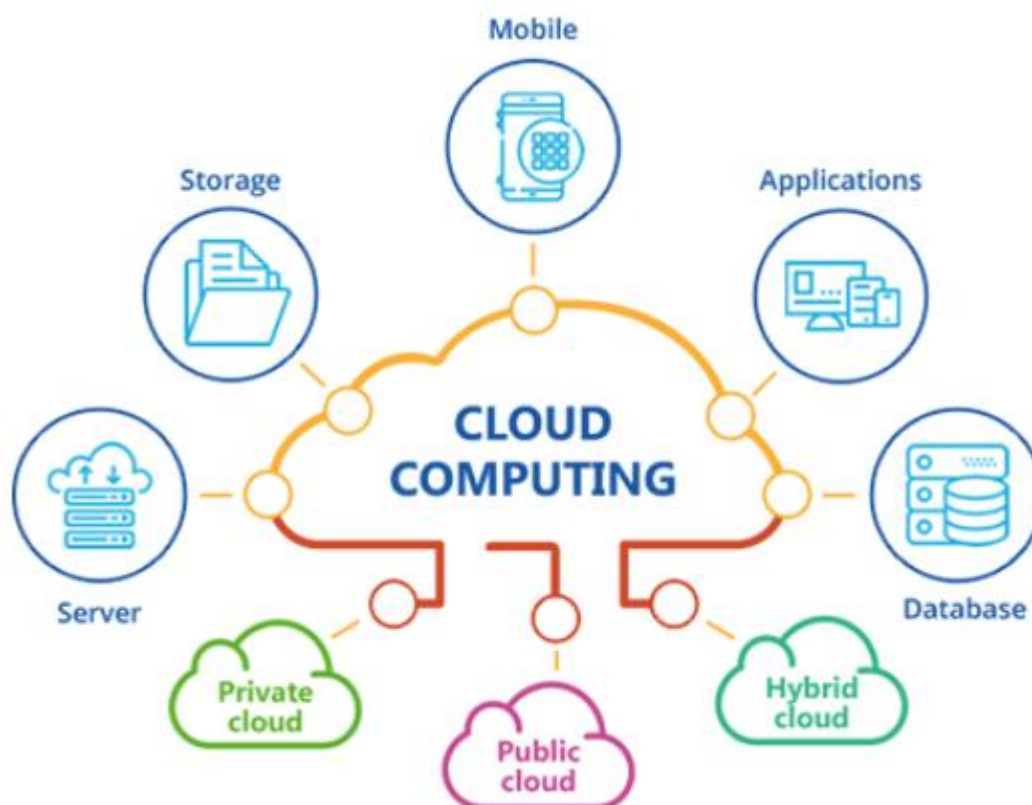 Mobile
Storage
Applications
CLOUD
COMPUTING
Server
Database
Private
cloud
Public
cloud
Hybrid
cloud